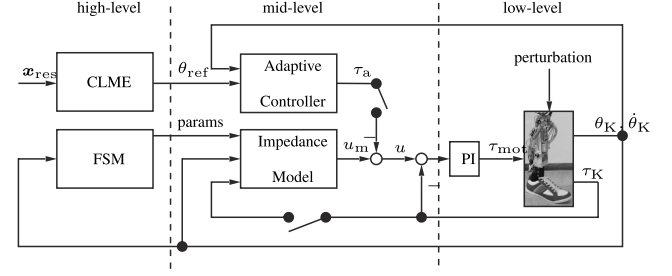 high-level
mid-level
low-level
perturbation
x_res
CLME
θ_ref
Adaptive
Controller
τ_a
θ_K, θ̇_K
FSM
params
Impedance
Model
u_m
−
u
−
PI
τ_mot
τ_K